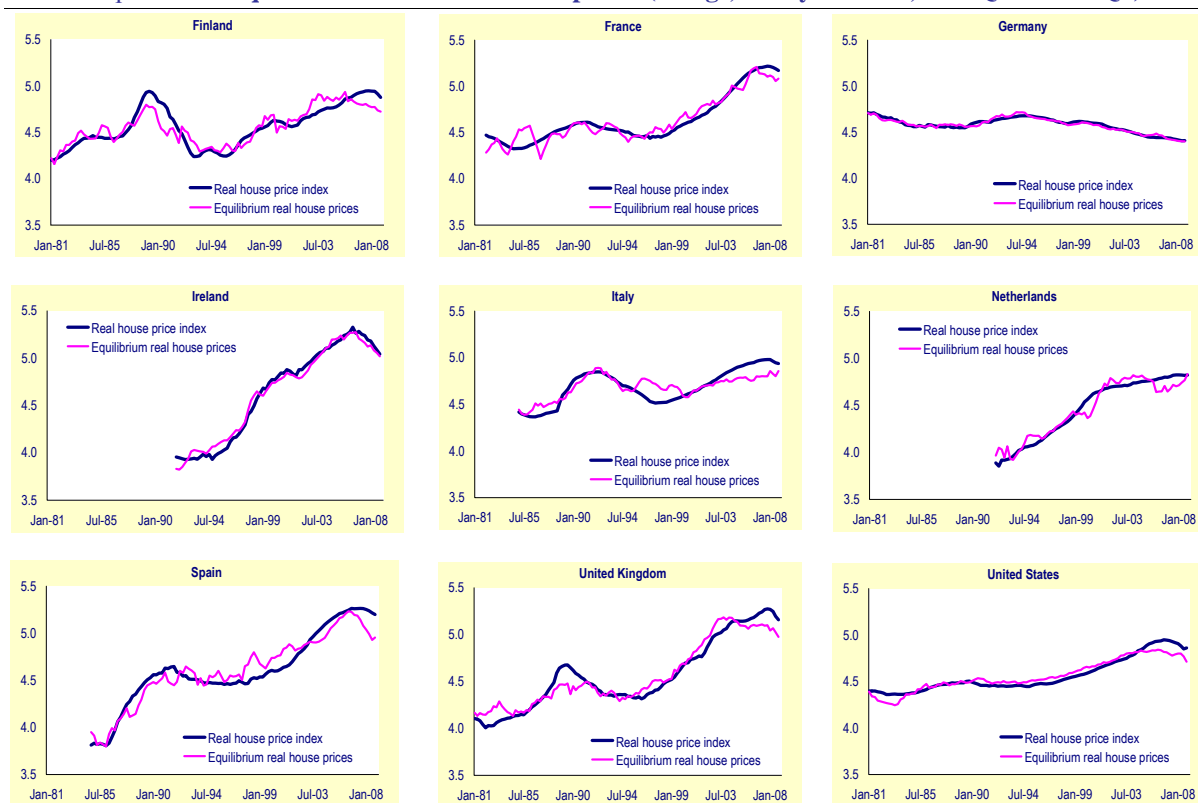 Finland
5.5
5.0
4.5
4.0
3.5
Real house price index
Equilibrium real house prices
Jan-81 Jul-85 Jan-90 Jul-94 Jan-99 Jul-03 Jan-08
France
5.5
5.0
4.5
4.0
3.5
Real house price index
Equilibrium real house prices
Jan-81 Jul-85 Jan-90 Jul-94 Jan-99 Jul-03 Jan-08
Germany
5.5
5.0
4.5
4.0
3.5
Real house price index
Equilibrium real house prices
Jan-81 Jul-85 Jan-90 Jul-94 Jan-99 Jul-03 Jan-08
Ireland
5.5
Real house price index
Equilibrium real house prices
5.0
4.5
4.0
3.5
Jan-81 Jul-85 Jan-90 Jul-94 Jan-99 Jul-03 Jan-08
Italy
5.5
5.0
4.5
4.0
Real house price index
Equilibrium real house prices
3.5
Jan-81 Jul-85 Jan-90 Jul-94 Jan-99 Jul-03 Jan-08
Netherlands
5.5
Real house price index
Equilibrium real house prices
5.0
4.5
4.0
3.5
Jan-81 Jul-85 Jan-90 Jul-94 Jan-99 Jul-03 Jan-08
Spain
5.5
5.0
4.5
4.0
Real house price index
Equilibrium real house prices
3.5
Jan-81 Jul-85 Jan-90 Jul-94 Jan-99 Jul-03 Jan-08
United Kingdom
5.5
5.0
4.5
4.0
Real house price index
Equilibrium real house prices
3.5
Jan-81 Jul-85 Jan-90 Jul-94 Jan-99 Jul-03 Jan-08
United States
5.5
5.0
4.5
4.0
Real house price index
Equilibrium real house prices
3.5
Jan-81 Jul-85 Jan-90 Jul-94 Jan-99 Jul-03 Jan-08